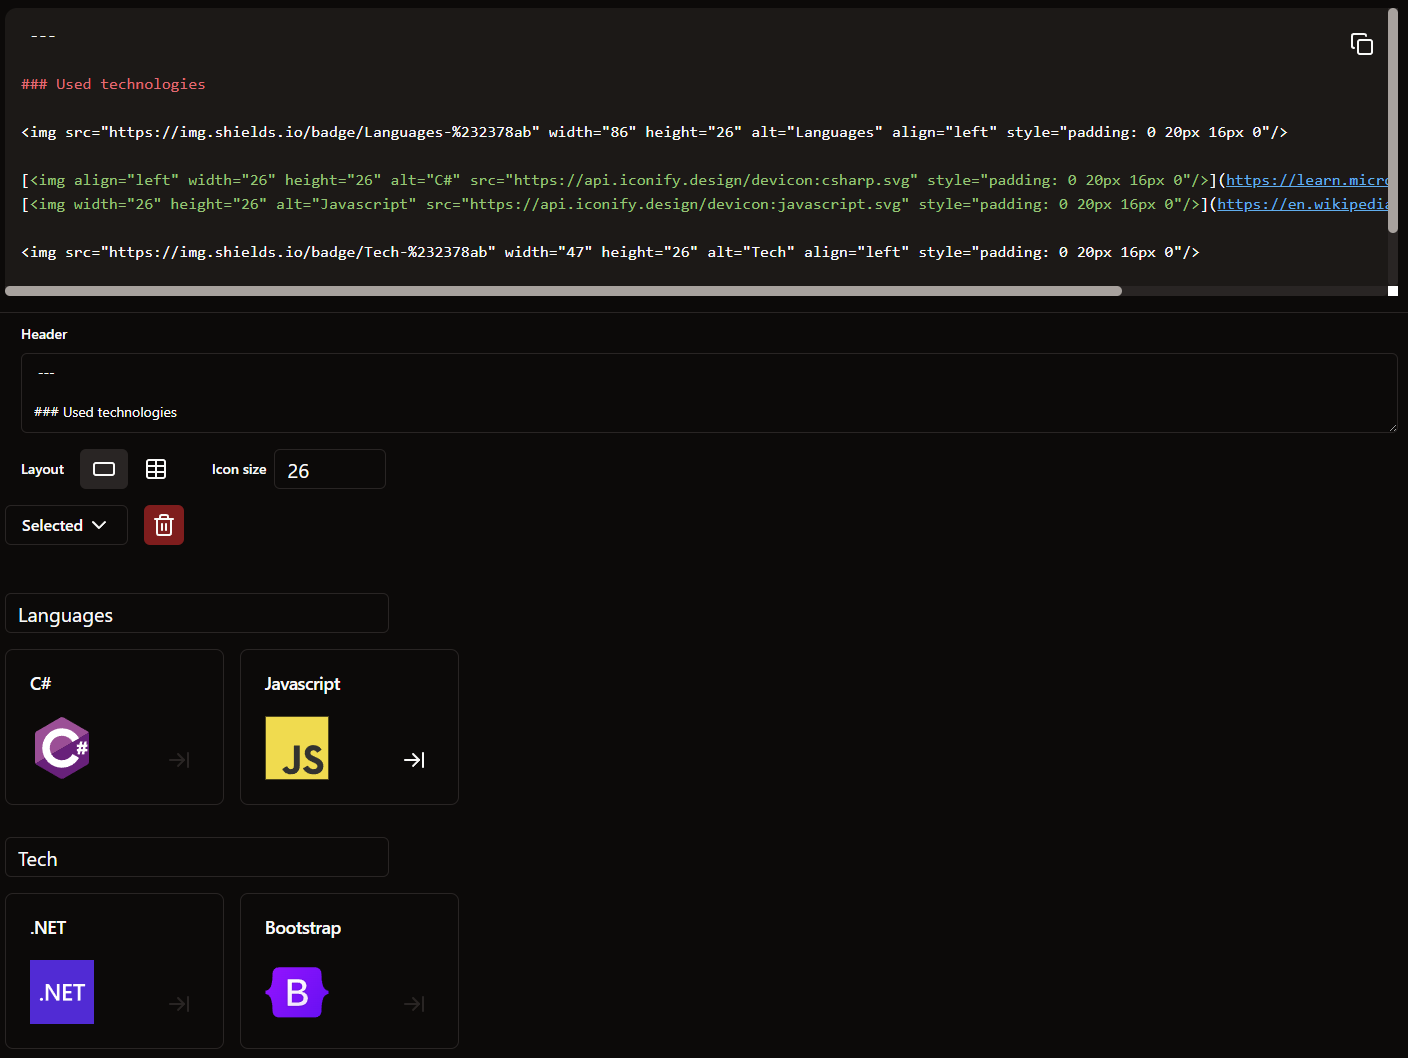 ---
### Used technologies
<img src="https://img.shields.io/badge/Languages-%232378ab" width="86" height="26" alt="Languages" align="left" style="padding: 0 20px 16px 0"/>
[<img align="left" width="26" height="26" alt="C#" src="https://api.iconify.design/devicon:csharp.svg" style="padding: 0 20px 16px 0"/>](https://learn.micro
[<img width="26" height="26" alt="Javascript" src="https://api.iconify.design/devicon:javascript.svg" style="padding: 0 20px 16px 0"/>](https://en.wikipedia
<img src="https://img.shields.io/badge/Tech-%232378ab" width="47" height="26" alt="Tech" align="left" style="padding: 0 20px 16px 0"/>
Header
---
### Used technologies
Layout
Icon size
26
Selected
Languages
C#
Javascript
C#
JS
Tech
.NET
Bootstrap
.NET
B